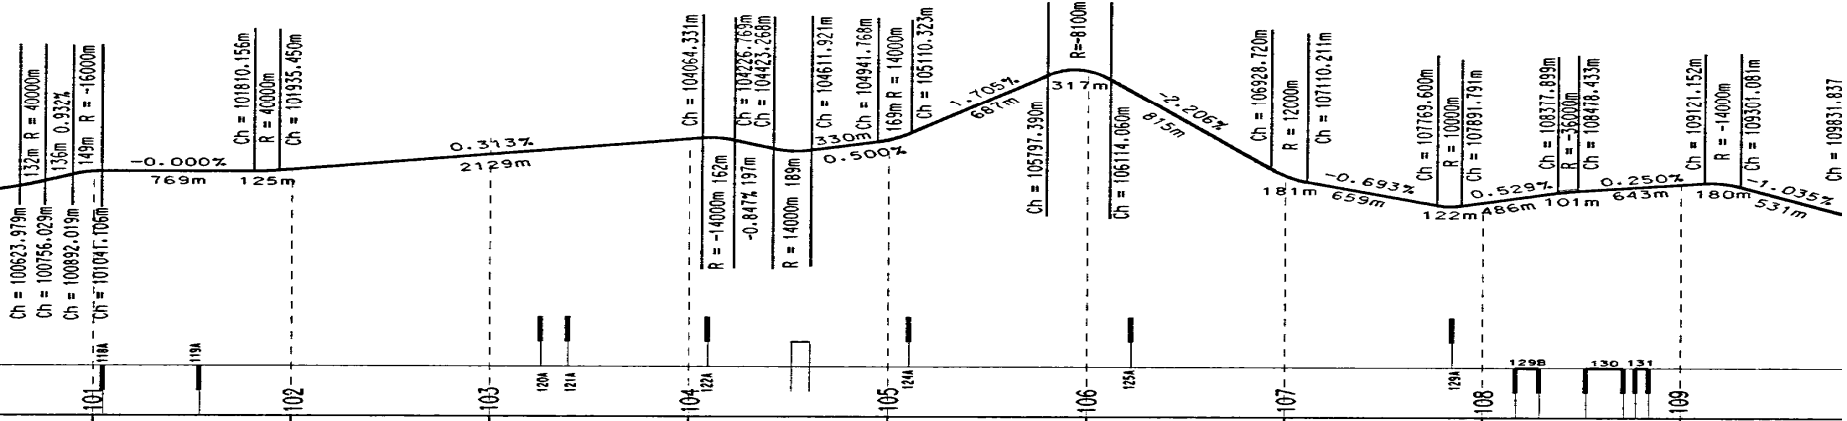 Ch = 100623.979m
132m R = 40000m
Ch = 100756.029m
136m 0.932%
Ch = 100892.019m
149m R = -16000m
Ch = 101041.106m
-0.000%
769m
Ch = 101810.156m
R = 40000m
125m
Ch = 101935.450m
0.313%
2129m
Ch = 104064.331m
R = -14000m 162m
Ch = 104226.769m
-0.847% 197m
Ch = 104423.268m
R = 14000m 189m
Ch = 104611.921m
330m
0.500%
Ch = 104941.768m
169m R = 14000m
Ch = 105110.323m
1.705%
687m
Ch = 105797.390m
R=-8100m
317m
Ch = 106114.060m
-2.206%
815m
Ch = 106928.720m
R = 12000m
181m
Ch = 107110.211m
-0.693%
659m
Ch = 107769.600m
R = 10000m
122m
Ch = 107891.791m
0.529%
486m
Ch = 108377.899m
R = -36000m
101m
Ch = 108478.433m
0.250%
643m
Ch = 109121.152m
R = -14000m
180m
Ch = 109301.081m
-1.035%
531m
Ch = 109831.837
118A
119A
120A
121A
122A
124A
125A
129A
129B
130
131
101
102
103
104
105
106
107
108
109